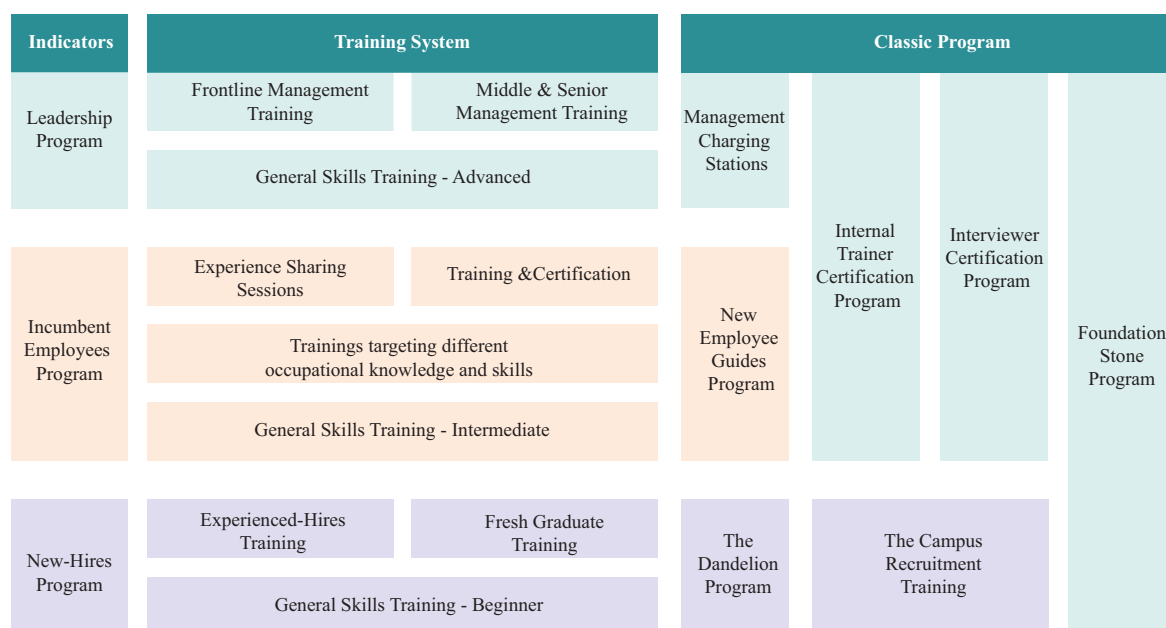 Indicators
Training System
Classic Program
Leadership
Program
Frontline Management
Training
Middle & Senior
Management Training
General Skills Training - Advanced
Management
Charging
Stations
Internal
Trainer
Certification
Program
Interviewer
Certification
Program
Foundation
Stone
Program
Incumbent
Employees
Program
Experience Sharing
Sessions
Training &Certification
Trainings targeting different
occupational knowledge and skills
General Skills Training - Intermediate
New
Employee
Guides
Program
New-Hires
Program
Experienced-Hires
Training
Fresh Graduate
Training
General Skills Training - Beginner
The
Dandelion
Program
The Campus
Recruitment
Training